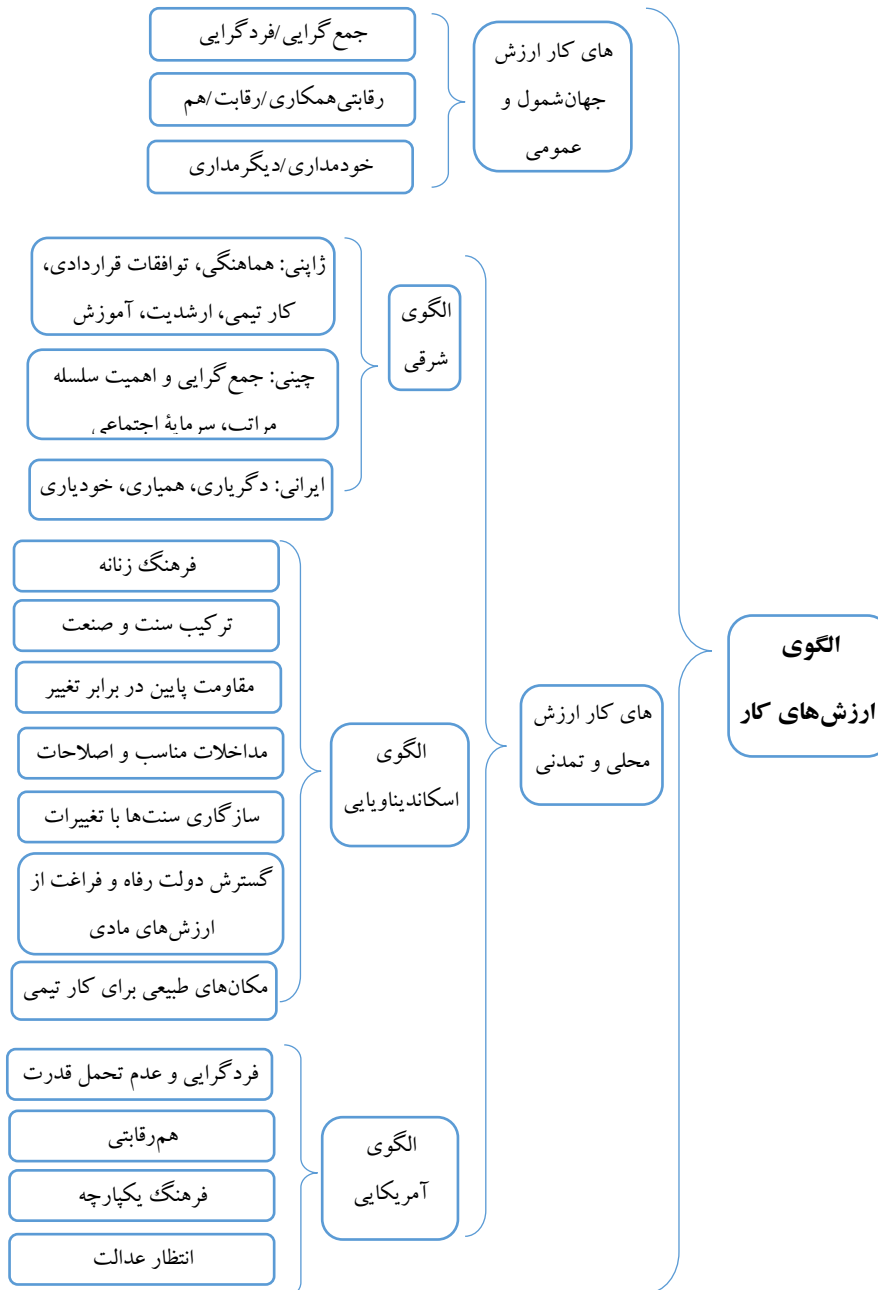 الگوی
ارزش‌های کار
های کار ارزش
جهان‌شمول و
عمومی
جمع‌گرایی/فردگرایی
رقابتی‌همکاری/رقابت/هم
خودمداری/دیگرمداری
های کار ارزش
محلی و تمدنی
الگوی
شرقی
ژاپنی: هماهنگی، توافقات قراردادی،
کار تیمی، ارشدیت، آموزش
چینی: جمع‌گرایی و اهمیت سلسله
مراتب، سرمایۀ اجتماعی
ایرانی: دگریاری، همیاری، خودیاری
الگوی
اسکاندیناویایی
فرهنگ زنانه
ترکیب سنت و صنعت
مقاومت پایین در برابر تغییر
مداخلات مناسب و اصلاحات
سازگاری سنت‌ها با تغییرات
گسترش دولت رفاه و فراغت از
ارزش‌های مادی
مکان‌های طبیعی برای کار تیمی
الگوی
آمریکایی
فردگرایی و عدم تحمل قدرت
هم‌رقابتی
فرهنگ یکپارچه
انتظار عدالت